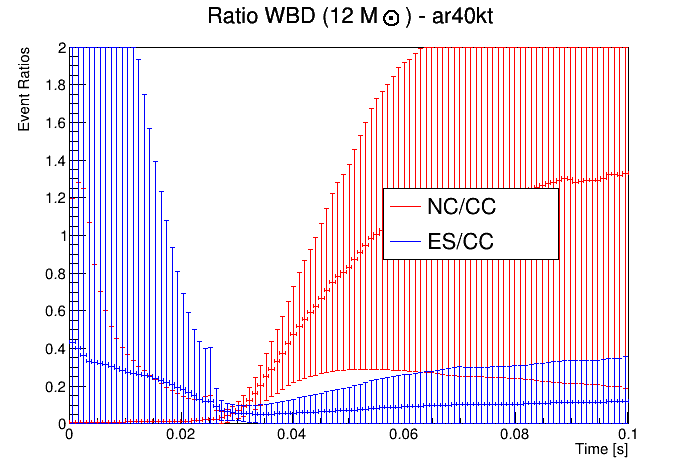 Ratio WBD (12 M ⊙ ) - ar40kt
Event Ratios
2
1.8
1.6
1.4
1.2
1
0.8
0.6
0.4
0.2
0
NC/CC
ES/CC
0 0.02 0.04 0.06 0.08 0.1
Time [s]